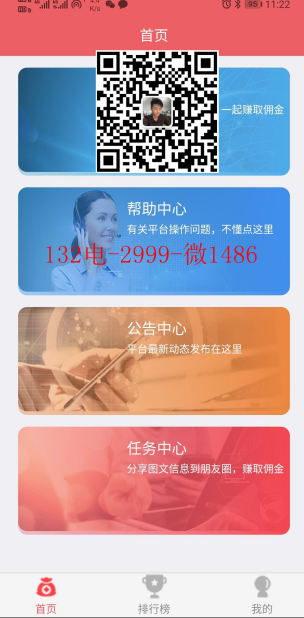 11:22
K/s
95
首页
一起赚取佣金
帮助中心
有关平台操作问题，不懂点这里
132电-2999-微1486
公告中心
平台最新动态发布在这里
任务中心
分享图文信息到朋友圈，赚取佣金
首页
排行榜
我的